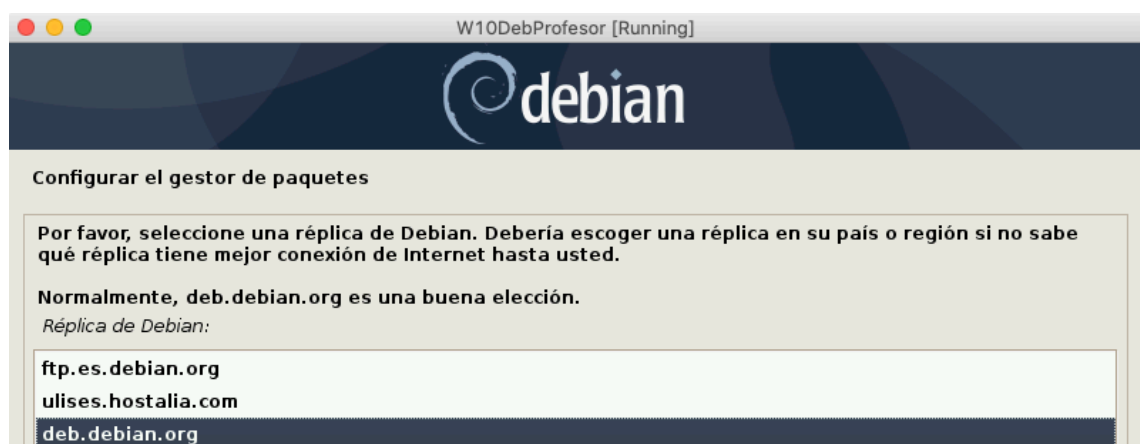 W10DebProfesor [Running]
debian
Configurar el gestor de paquetes
Por favor, seleccione una réplica de Debian. Debería escoger una réplica en su país o región si no sabe
qué réplica tiene mejor conexión de Internet hasta usted.
Normalmente, deb.debian.org es una buena elección.
Réplica de Debian:
ftp.es.debian.org
ulises.hostalia.com
deb.debian.org